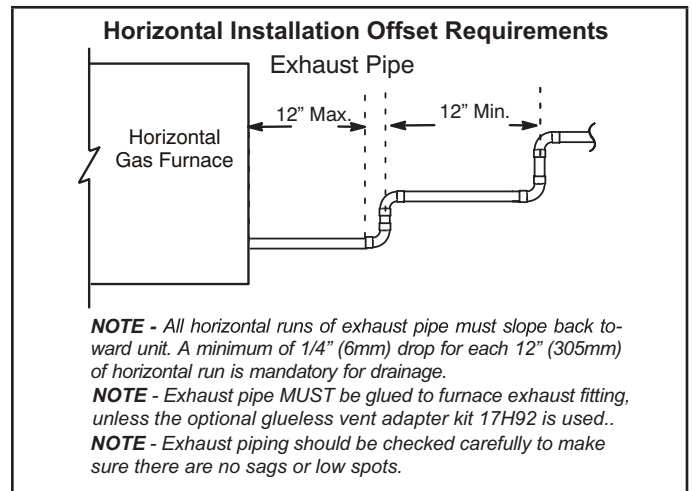 Horizontal Installation Offset Requirements
Exhaust Pipe
12” Max.
12” Min.
Horizontal
Gas Furnace
NOTE - All horizontal runs of exhaust pipe must slope back to-
ward unit. A minimum of 1/4” (6mm) drop for each 12” (305mm)
of horizontal run is mandatory for drainage.
NOTE - Exhaust pipe MUST be glued to furnace exhaust fitting,
unless the optional glueless vent adapter kit 17H92 is used..
NOTE - Exhaust piping should be checked carefully to make
sure there are no sags or low spots.